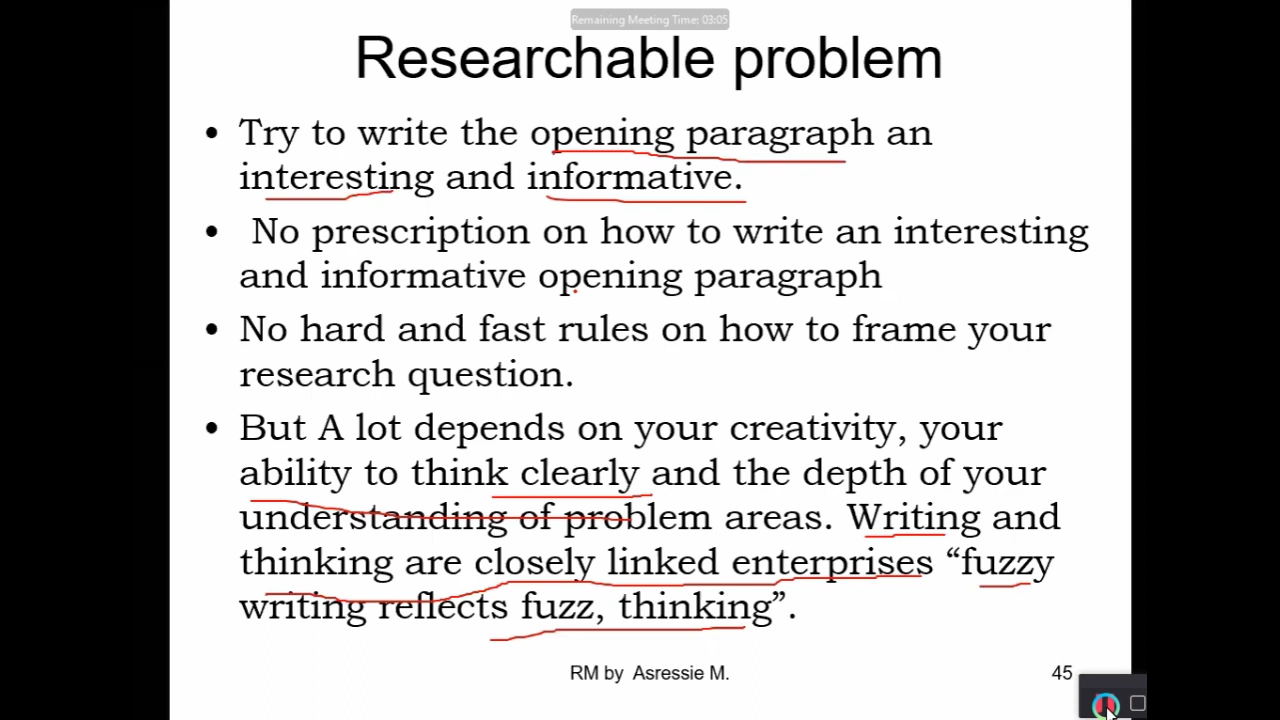 Remaining Meeting Time: 03:05
Researchable problem
• Try to write the opening paragraph an
interesting and informative.
• No prescription on how to write an interesting
and informative opening paragraph
• No hard and fast rules on how to frame your
research question.
• But A lot depends on your creativity, your
ability to think clearly and the depth of your
understanding of problem areas. Writing and
thinking are closely linked enterprises “fuzzy
writing reflects fuzz, thinking”.
RM by Asressie M.
45